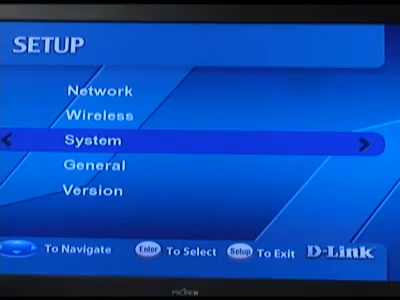 SETUP
Network
Wireless
System
General
Version
To Navigate Enter To Select Setup To Exit D-Link
PROVIEW